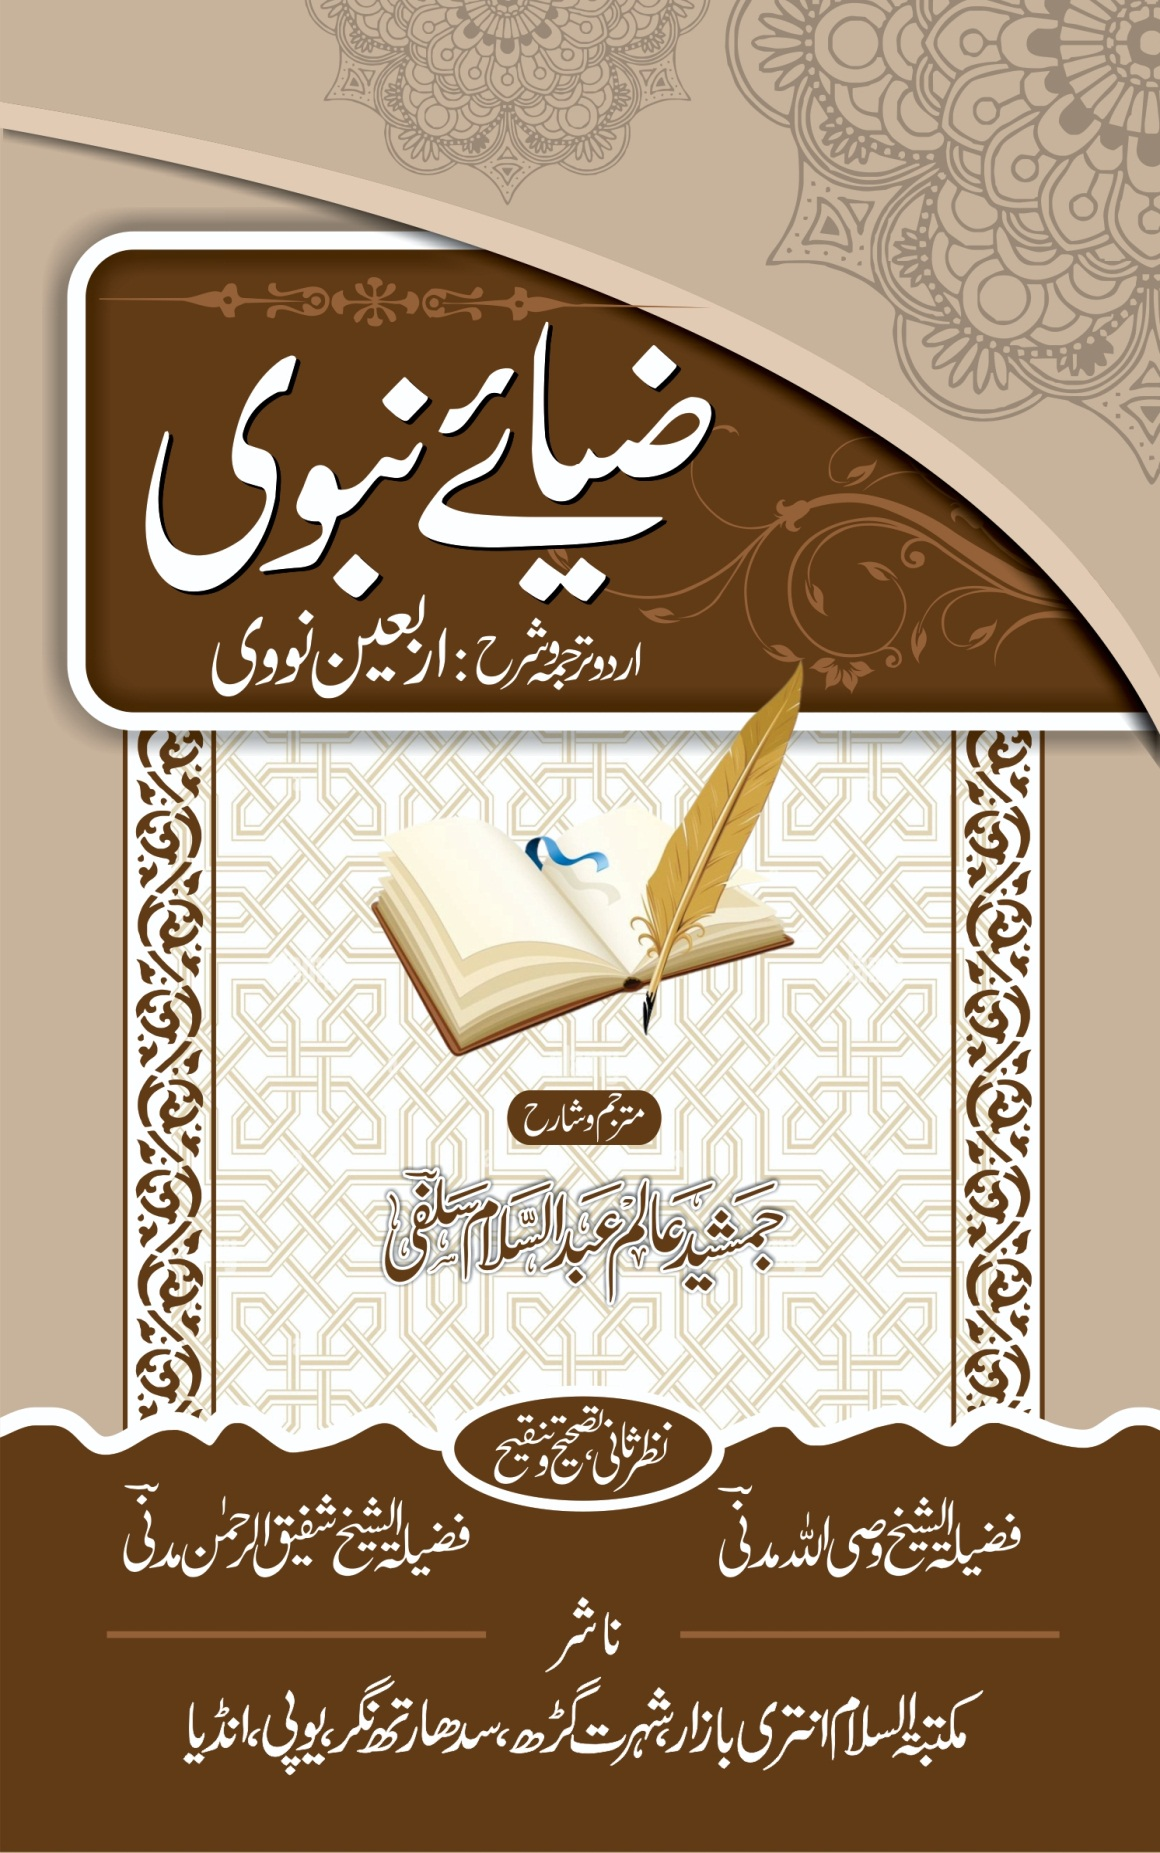 ضیائے نبوی
اردو ترجمہ وشرح : اربعین نووی
مترجم وشارح
جمشید عالم عبد السلام سلفی
نظر ثانی، تصحیح وتنقیح
فضیلۃ الشیخ وصی اللہ مدنی
فضیلۃ الشیخ شفیق الرحمٰن مدنی
ناشر
مکتبۃ السلام انتری بازار، شہرت گڑھ، سدھارتھ نگر، یوپی، انڈیا